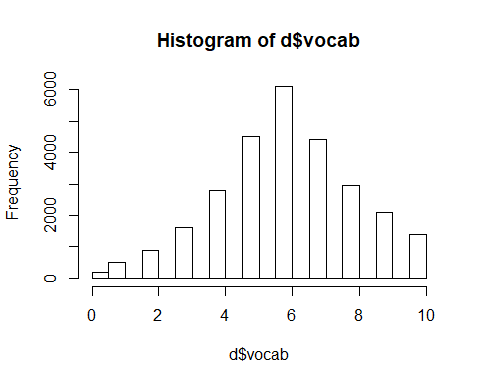 Histogram of d$vocab
Frequency
6000
4000
2000
0
0 2 4 6 8 10
d$vocab